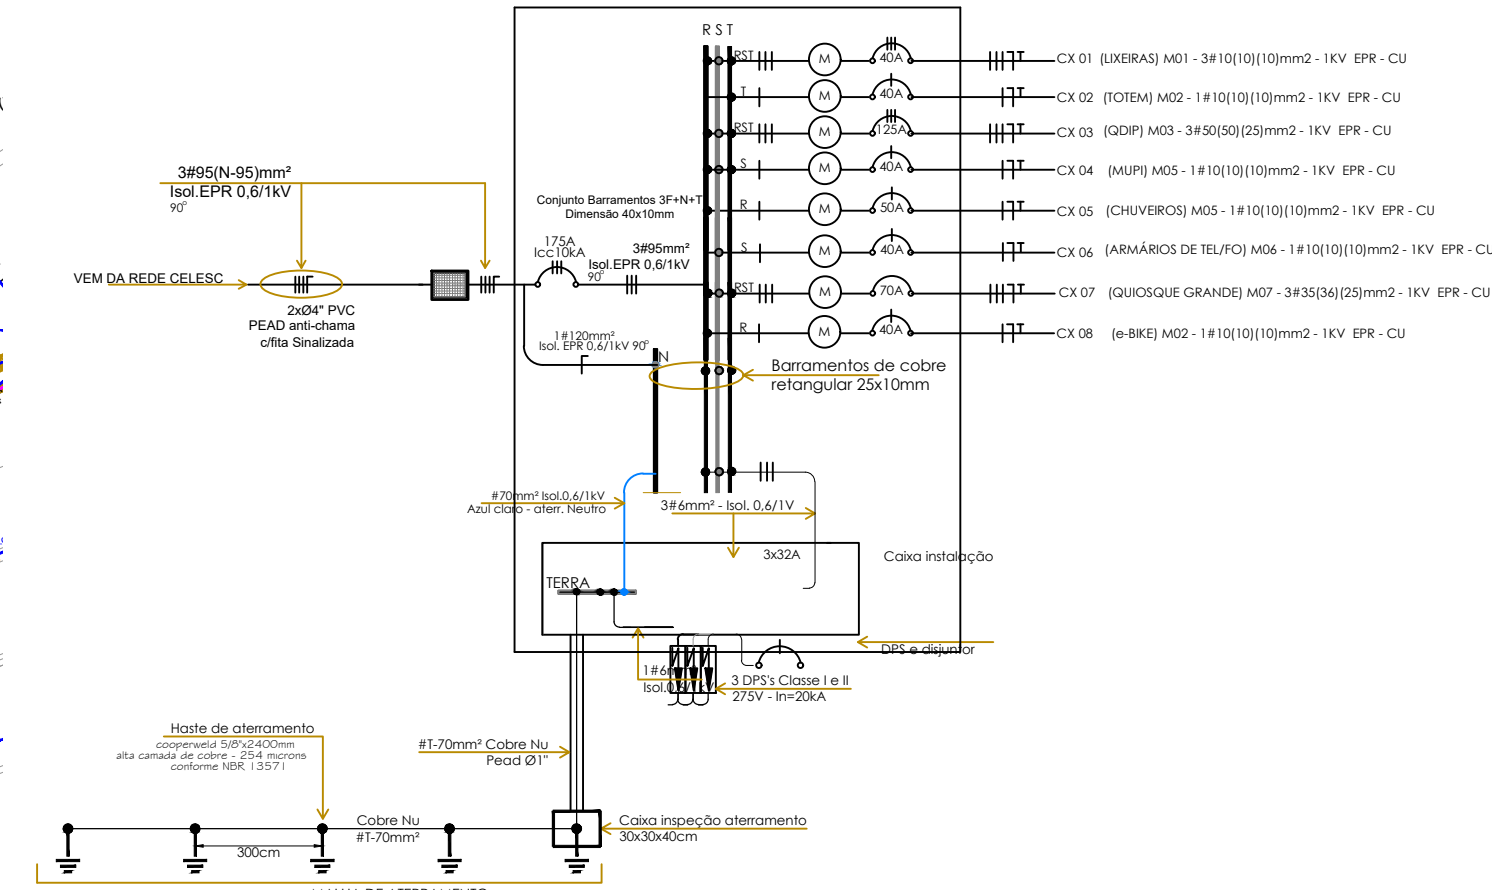 R S T
RST
M
40A
CX 01 (LIXEIRAS) M01 - 3#10(10)(10)mm2 - 1KV EPR - CU
T
M
40A
CX 02 (TOTEM) M02 - 1#10(10)(10)mm2 - 1KV EPR - CU
RST
M
125A
CX 03 (QDIP) M03 - 3#50(50)(25)mm2 - 1KV EPR - CU
S
M
40A
CX 04 (MUPI) M05 - 1#10(10)(10)mm2 - 1KV EPR - CU
R
M
50A
CX 05 (CHUVEIROS) M05 - 1#10(10)(10)mm2 - 1KV EPR - CU
S
M
40A
CX 06 (ARMÁRIOS DE TEL/FO) M06 - 1#10(10)(10)mm2 - 1KV EPR - CU
RST
M
70A
CX 07 (QUIOSQUE GRANDE) M07 - 3#35(36)(25)mm2 - 1KV EPR - CU
R
M
40A
CX 08 (e-BIKE) M02 - 1#10(10)(10)mm2 - 1KV EPR - CU
3#95(N-95)mm²
Isol.EPR 0,6/1kV
90°
Conjunto Barramentos 3F+N+T
Dimensão 40x10mm
175A
Icc10kA
3#95mm²
Isol.EPR 0,6/1kV
90°
VEM DA REDE CELESC
2xØ4" PVC
PEAD anti-chama
c/fita Sinalizada
1#120mm²
Isol. EPR 0,6/1kV 90°
N
Barramentos de cobre
retangular 25x10mm
#70mm² Isol.0,6/1kV
Azul claro - aterr. Neutro
3#6mm² - Isol. 0,6/1V
3x32A
Caixa instalação
TERRA
DPS e disjuntor
1#6m
Isol.0,6/
3 DPS's Classe I e II
275V - In=20kA
Haste de aterramento
cooperweld 5/8"x2400mm
alta camada de cobre - 254 microns
conforme NBR 13571
#T-70mm² Cobre Nu
Pead Ø1"
Cobre Nu
#T-70mm²
300cm
Caixa inspeção aterramento
30x30x40cm